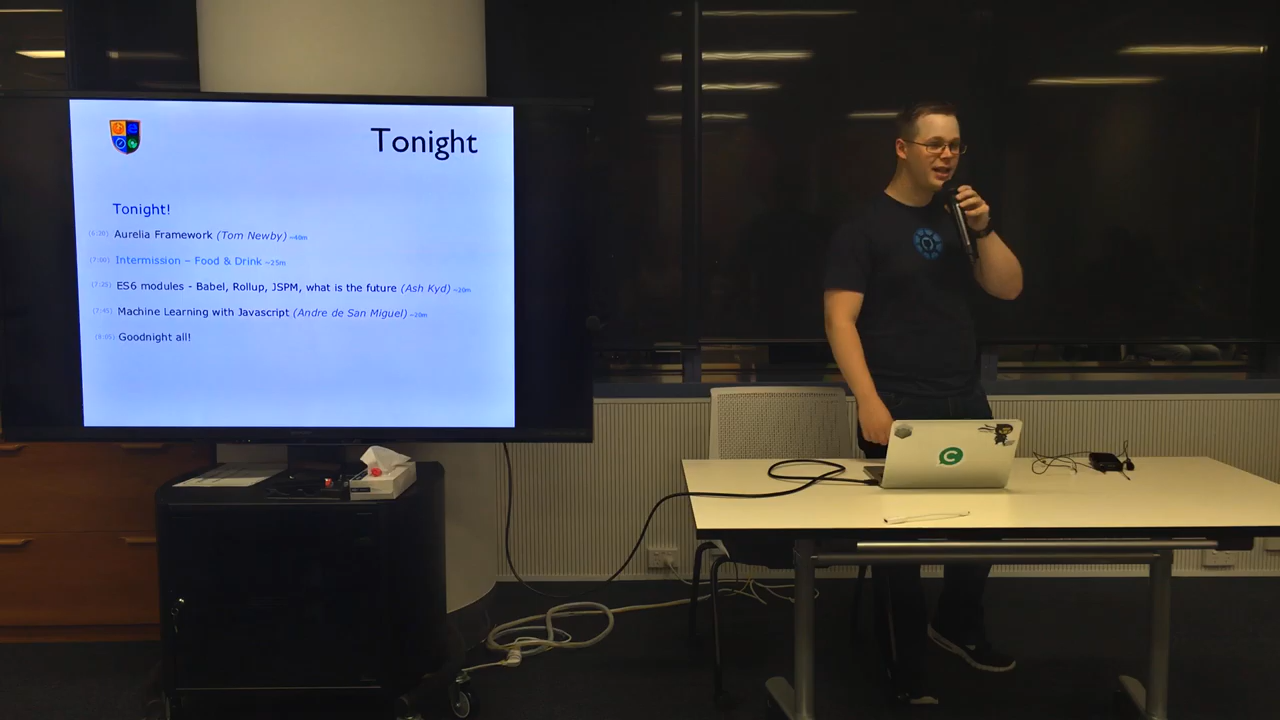 Tonight
Tonight!
(6:20) Aurelia Framework (Tom Newby) ~40m
(7:00) Intermission – Food & Drink ~25m
(7:25) ES6 modules - Babel, Rollup, JSPM, what is the future (Ash Kyd) ~20m
(7:45) Machine Learning with Javascript (Andre de San Miguel) ~20m
(8:05) Goodnight all!
C